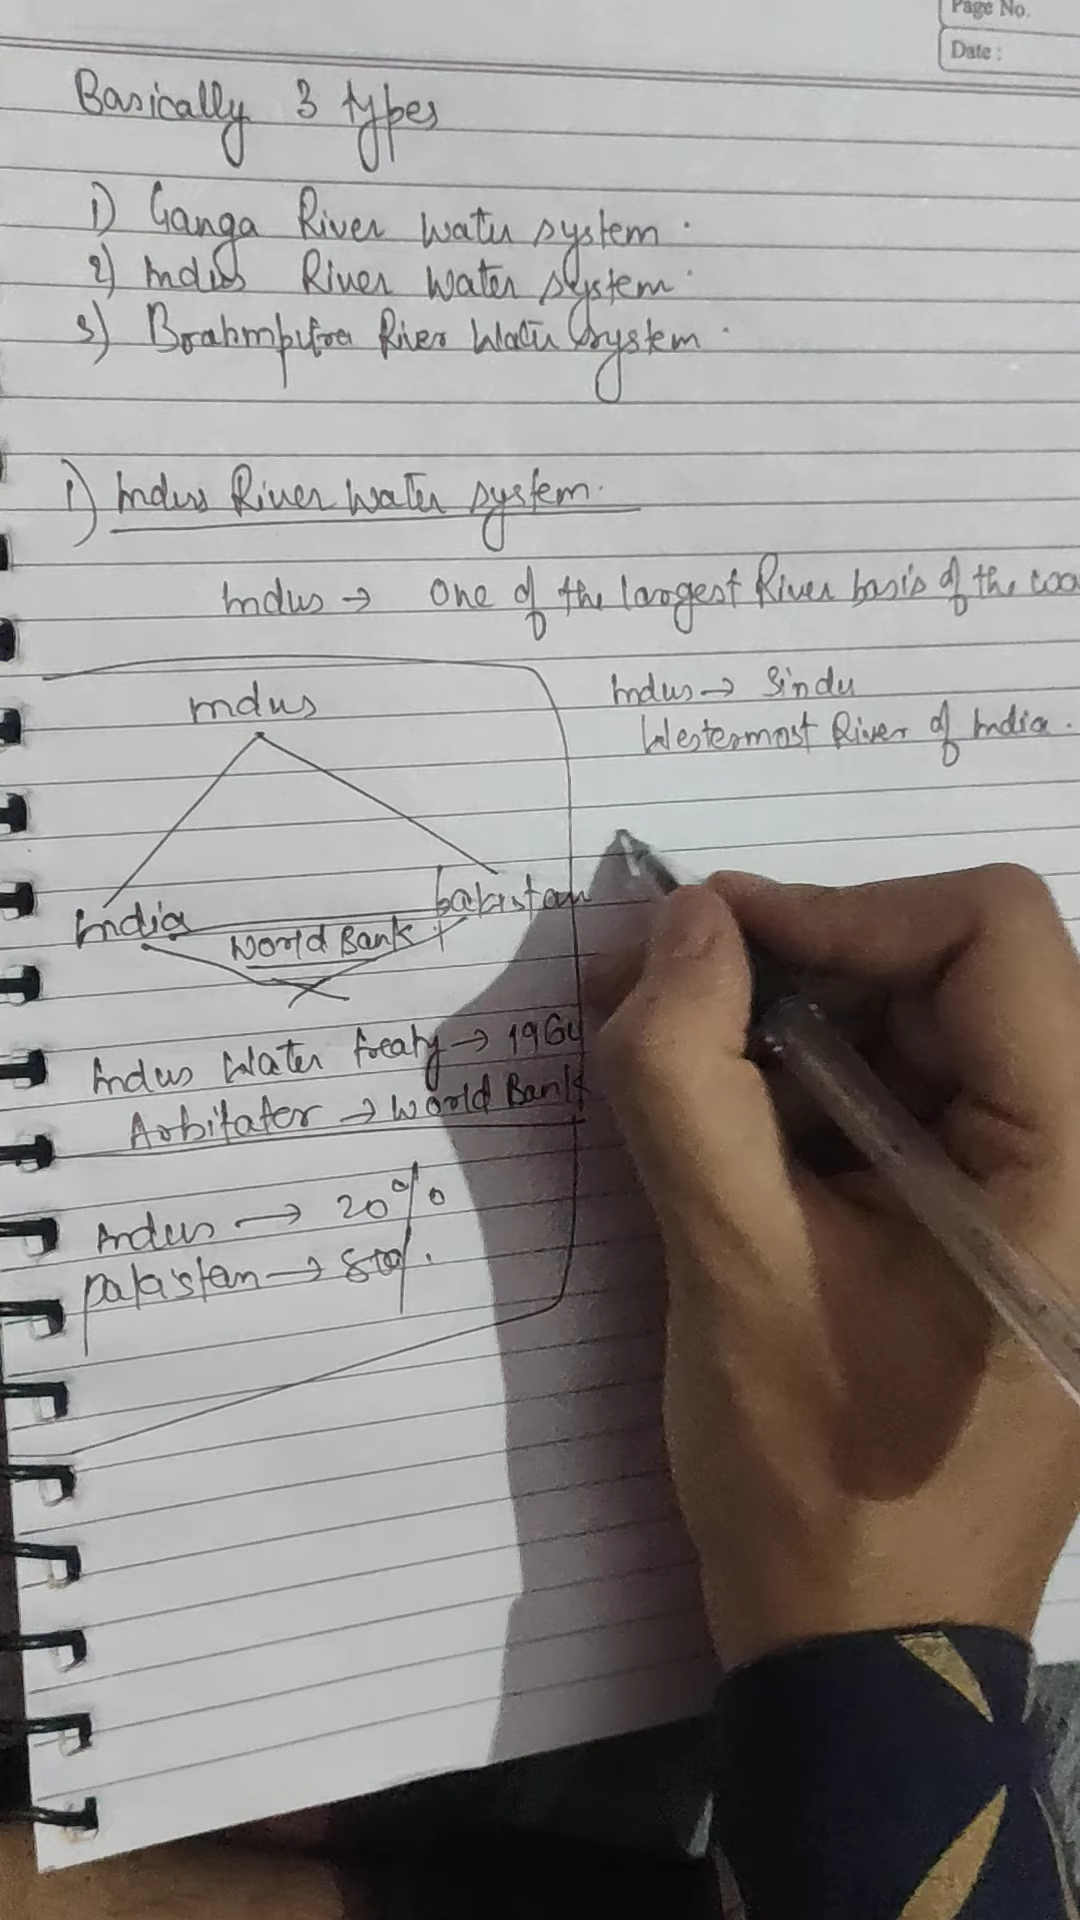 Page No.
Date :
Basically 3 types
1) Ganga River Water system.
2) Indus River Water system.
3) Brahmputra River Water System.
1) Indus River Water system.
Indus → One of the largest River basis of the
Indus
Indus → Sindu
Westermost River of India.
India
pakistan
World Bank
Indus Water treaty → 1960
Arbitater → World Bank
Indus → 20%
pakistan → 80%.